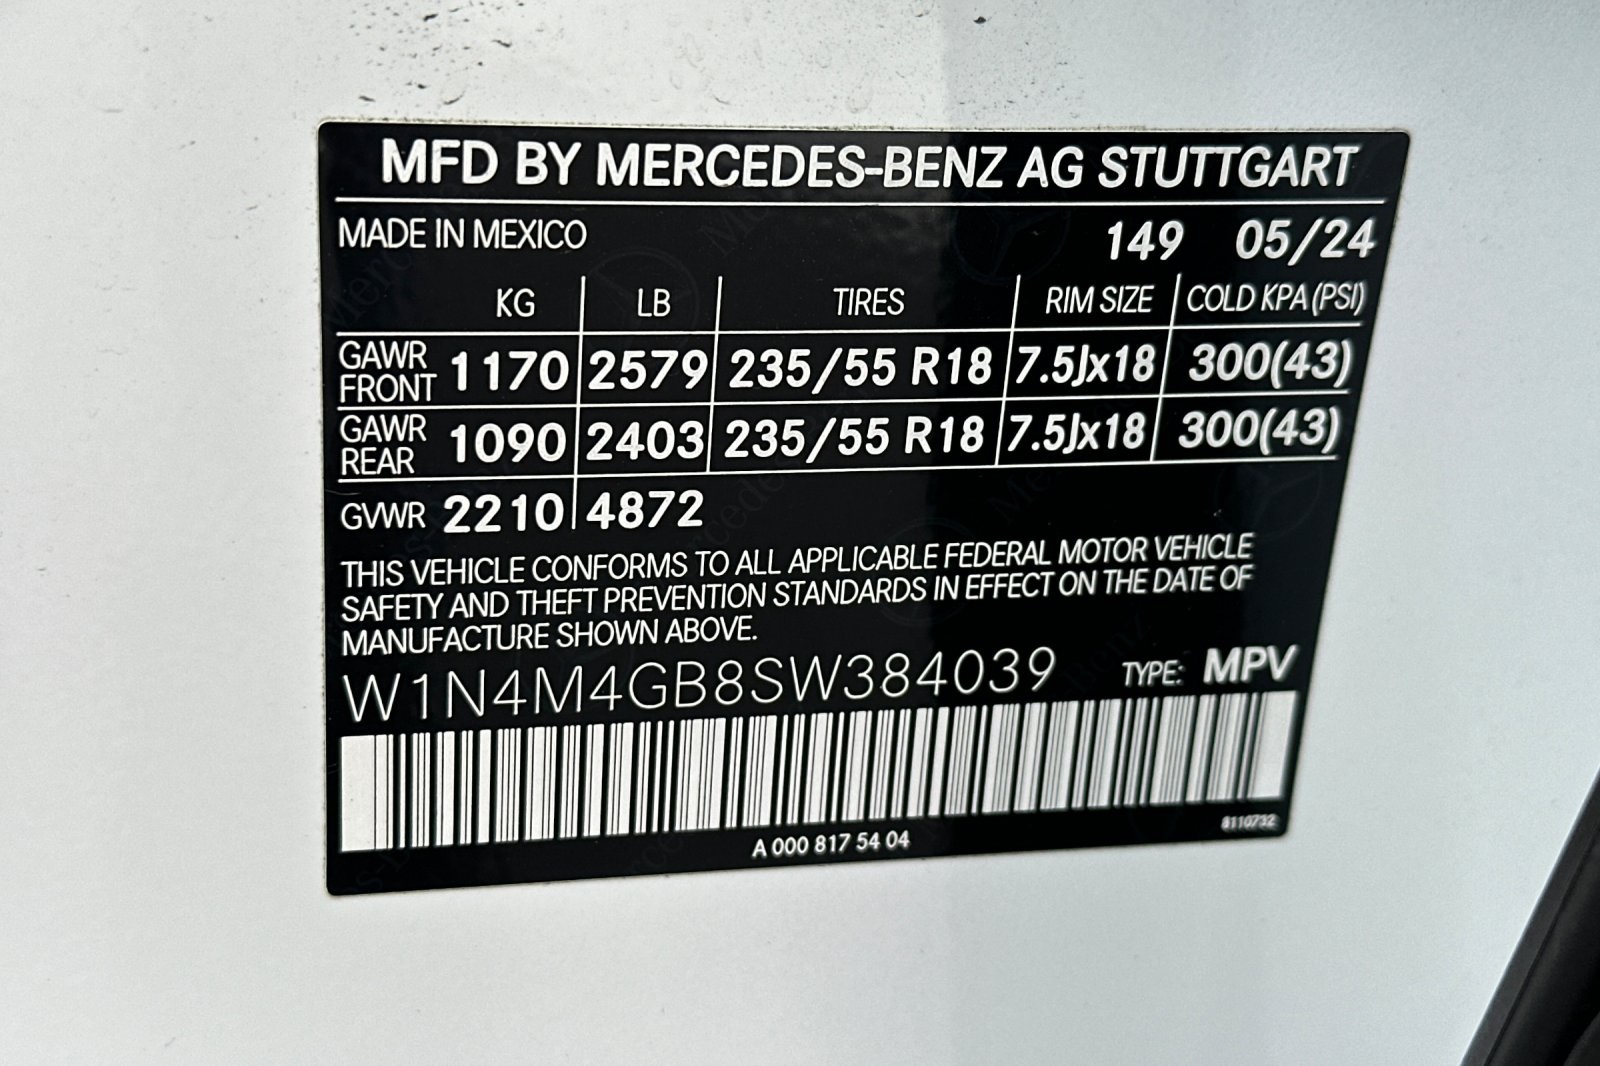 MFD BY MERCEDES-BENZ AG STUTTGART
MADE IN MEXICO 149 05/24
KG LB TIRES RIM SIZE COLD KPA (PSI)
GAWR FRONT 1170 2579 235/55 R18 7.5Jx18 300(43)
GAWR REAR 1090 2403 235/55 R18 7.5Jx18 300(43)
GVWR 2210 4872
THIS VEHICLE CONFORMS TO ALL APPLICABLE FEDERAL MOTOR VEHICLE
SAFETY AND THEFT PREVENTION STANDARDS IN EFFECT ON THE DATE OF
MANUFACTURE SHOWN ABOVE.
W1N4M4GB8SW384039 TYPE: MPV
A 000 817 54 04
8110732